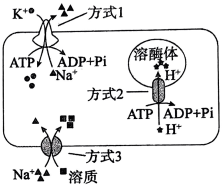 K⁺ 方式1
溶酶体
ATP ADP+Pi H⁺
Na⁺ 方式2
ATP ADP+Pi
H⁺
方式3
Na⁺ 溶质